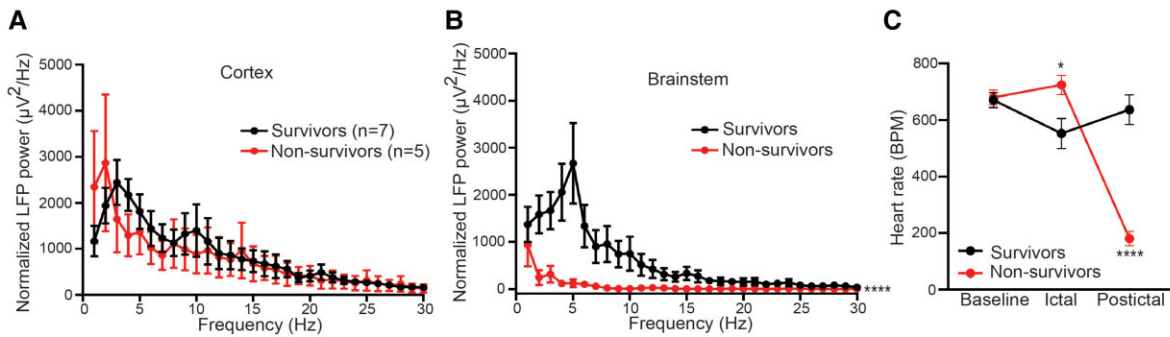 A
Normalized LFP power (µV²/Hz)
5000
4000
3000
2000
1000
0
Cortex
Survivors (n=7)
Non-survivors (n=5)
0
5
10
15
20
25
30
Frequency (Hz)
B
Normalized LFP power (µV²/Hz)
5000
4000
3000
2000
1000
0
Brainstem
Survivors
Non-survivors
****
0
5
10
15
20
25
30
Frequency (Hz)
C
Heart rate (BPM)
800
600
400
200
0
*
****
Survivors
Non-survivors
Baseline Ictal Postictal